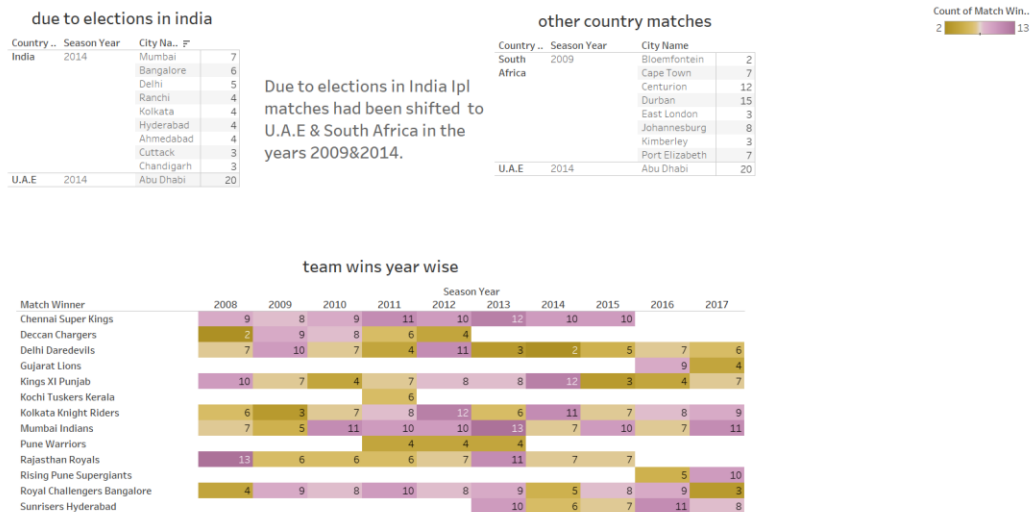 due to elections in india
Country .. Season Year City Na..
India 2014 Mumbai 7
Bangalore 6
Delhi 5
Ranchi 4
Kolkata 4
Hyderabad 4
Ahmedabad 4
Cuttack 3
Chandigarh 3
U.A.E 2014 Abu Dhabi 20
Due to elections in India Ipl
matches had been shifted to
U.A.E & South Africa in the
years 2009&2014.
other country matches
Country .. Season Year City Name
South 2009 Bloemfontein 2
Africa Cape Town 7
Centurion 12
Durban 15
East London 3
Johannesburg 8
Kimberley 3
Port Elizabeth 7
U.A.E 2014 Abu Dhabi 20
Count of Match Win..
2 13
team wins year wise
Season Year
Match Winner 2008 2009 2010 2011 2012 2013 2014 2015 2016 2017
Chennai Super Kings 9 8 9 11 10 12 10 10
Deccan Chargers 2 9 8 6 4
Delhi Daredevils 7 10 7 4 11 3 2 5 7 6
Gujarat Lions 9 4
Kings XI Punjab 10 7 4 7 8 8 12 3 4 7
Kochi Tuskers Kerala 6
Kolkata Knight Riders 6 3 7 8 12 6 11 7 8 9
Mumbai Indians 7 5 11 10 10 13 7 10 7 11
Pune Warriors 4 4 4
Rajasthan Royals 13 6 6 6 7 11 7 7
Rising Pune Supergiants 5 10
Royal Challengers Bangalore 4 9 8 10 8 9 5 8 9 3
Sunrisers Hyderabad 10 6 7 11 8